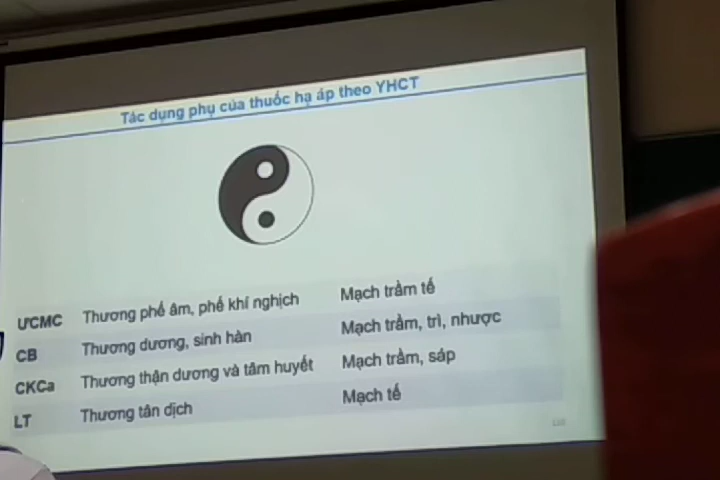 Tác dụng phụ của thuốc hạ áp theo YHCT
ƯCMC Thương phế âm, phế khí nghịch Mạch trầm tế
CB Thương dương, sinh hàn Mạch trầm, trì, nhược
CKCa Thương thận dương và tâm huyết Mạch trầm, sáp
LT Thương tân dịch Mạch tế